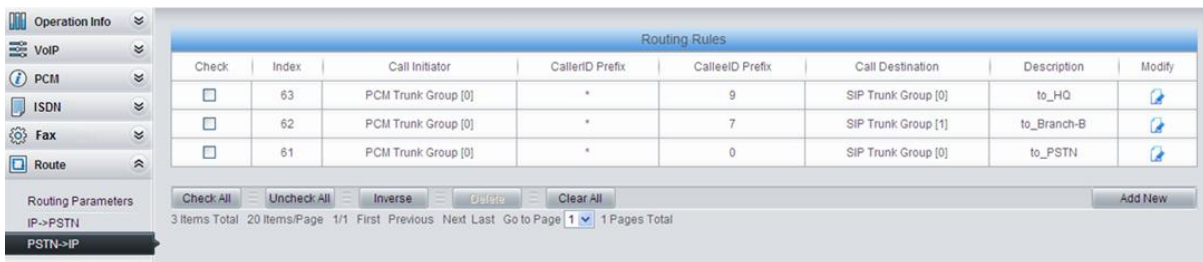 Operation Info
VoIP
PCM
ISDN
Fax
Route
Routing Parameters
IP->PSTN
PSTN->IP
Routing Rules
Check Index Call Initiator CallerID Prefix CalleeID Prefix Call Destination Description Modify
63 PCM Trunk Group [0] * 9 SIP Trunk Group [0] to_HQ
62 PCM Trunk Group [0] * 7 SIP Trunk Group [1] to_Branch-B
61 PCM Trunk Group [0] * 0 SIP Trunk Group [0] to_PSTN
Check All Uncheck All Inverse Delete Clear All Add New
3 Items Total 20 Items/Page 1/1 First Previous Next Last Go to Page 1 1 Pages Total